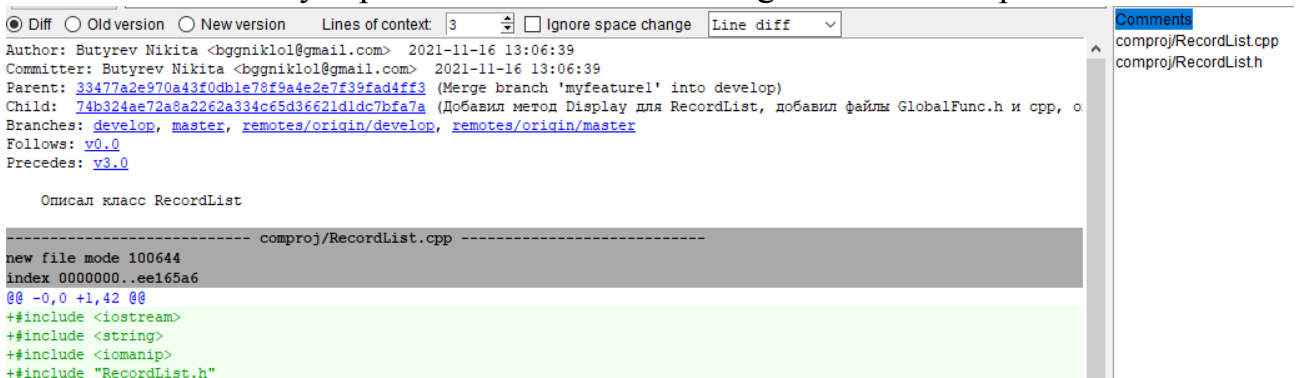 Diff Old version New version Lines of context: 3 Ignore space change Line diff
Author: Butyrev Nikita <bggniklol@gmail.com> 2021-11-16 13:06:39
Committer: Butyrev Nikita <bggniklol@gmail.com> 2021-11-16 13:06:39
Parent: 33477a2e970a43f0db1e78f9a4e2e7f39fad4ff3 (Merge branch 'myfeature1' into develop)
Child: 74b324ae72a8a2262a334c65d36621d1dc7bfa7a (Добавил метод Display для RecordList, добавил файлы GlobalFunc.h и cpp, о
Branches: develop, master, remotes/origin/develop, remotes/origin/master
Follows: v0.0
Precedes: v3.0
Описал класс RecordList
---------------------------- comproj/RecordList.cpp ----------------------------
new file mode 100644
index 0000000..ee165a6
@@ -0,0 +1,42 @@
+#include <iostream>
+#include <string>
+#include <iomanip>
+#include "RecordList.h"
Comments
comproj/RecordList.cpp
comproj/RecordList.h